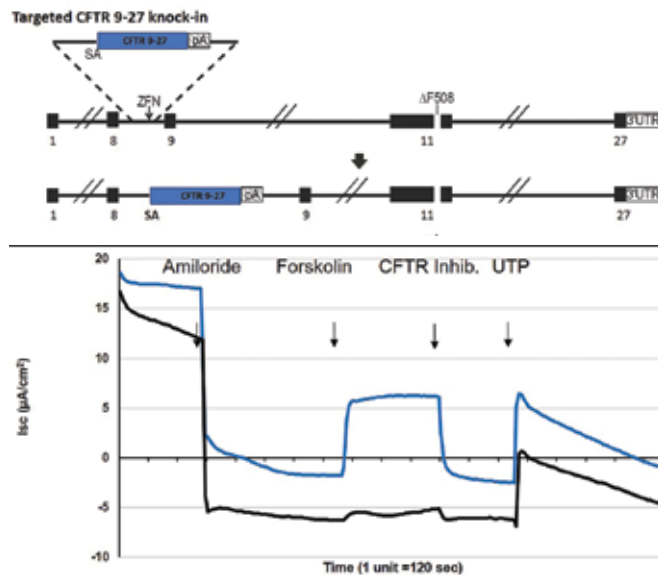 Targeted CFTR 9-27 knock-in
SA CFTR 9-27 pA
ZFN ΔF508
3'UTR
1 8 9 11 27
CFTR 9-27 pA 3'UTR
1 8 SA 9 11 27
20 Amiloride Forskolin CFTR Inhib. UTP
15
10
5
0
-5
-10
Isc (µA/cm²)
Time (1 unit =120 sec)